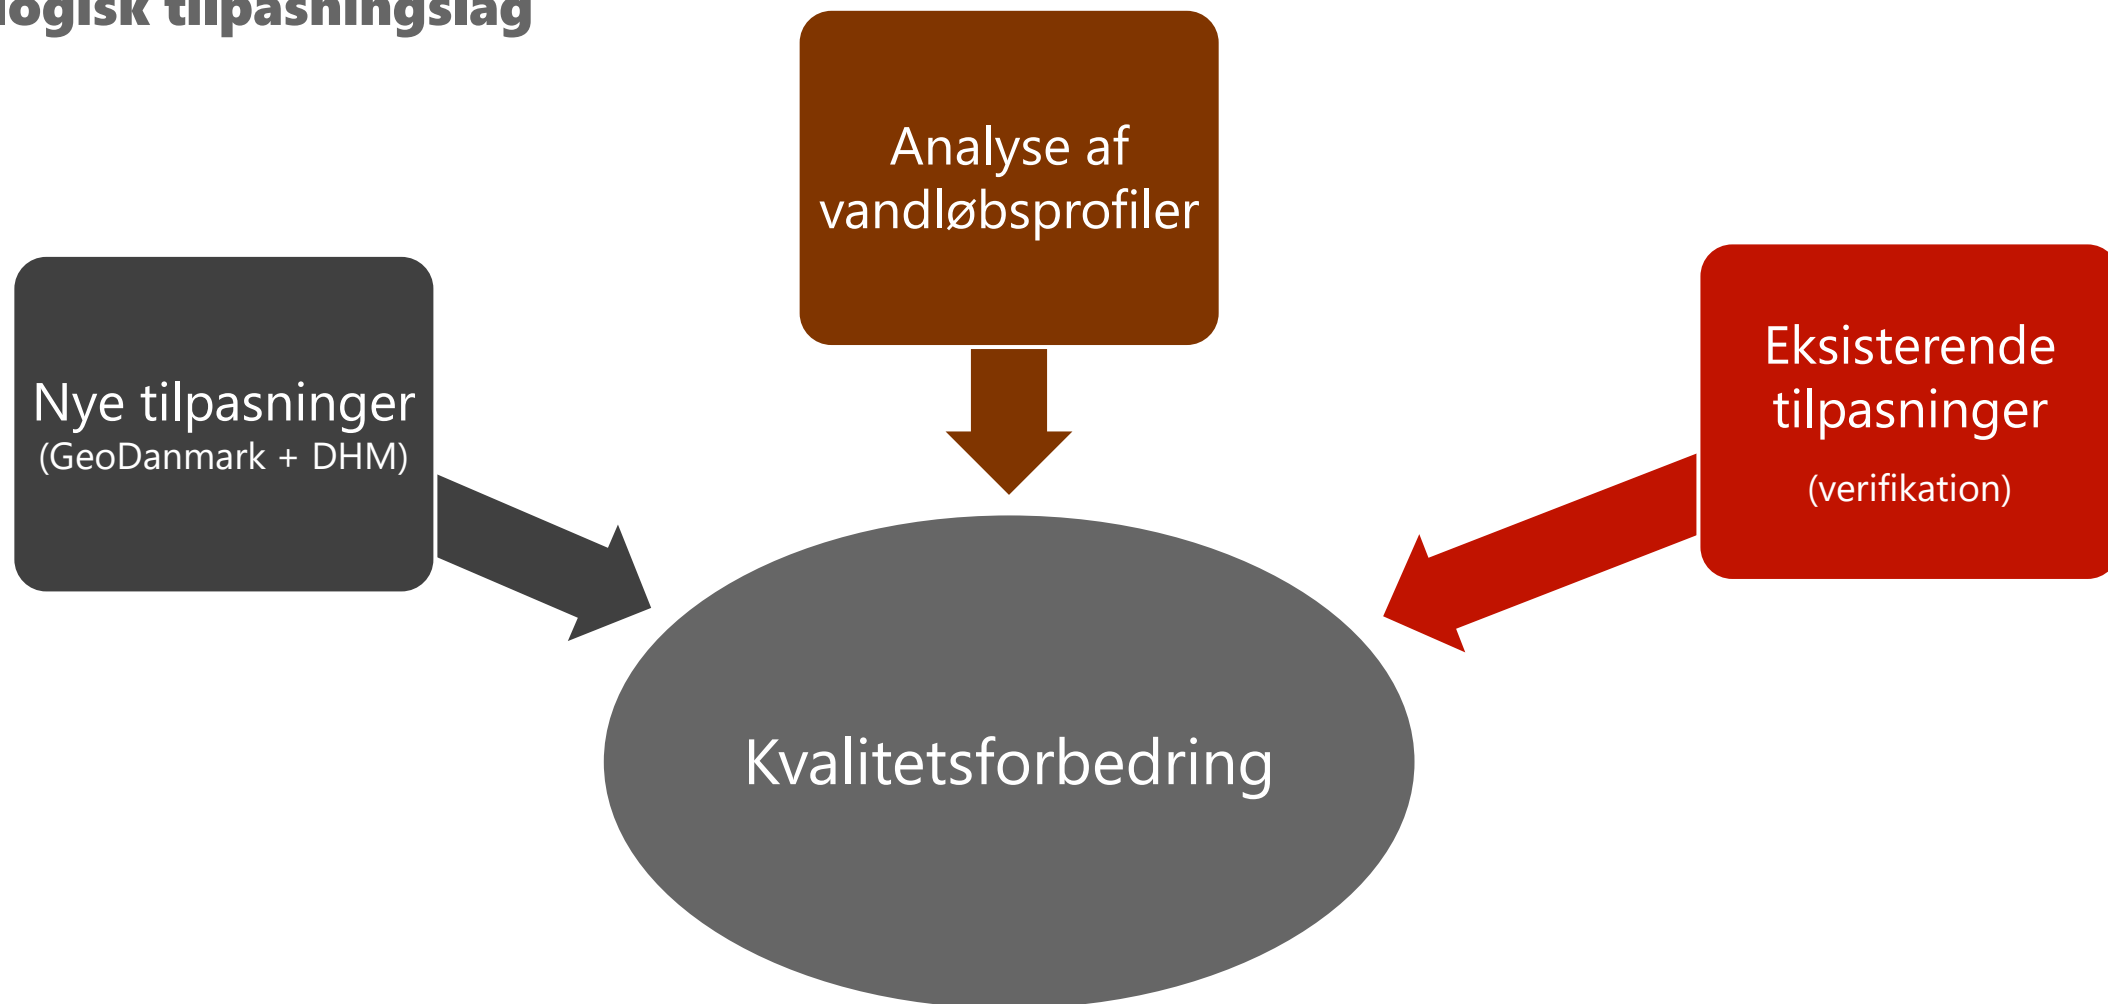 logisk tilpasningslag
Analyse af
vandløbsprofiler
Nye tilpasninger
(GeoDanmark + DHM)
Eksisterende
tilpasninger
(verifikation)
Kvalitetsforbedring